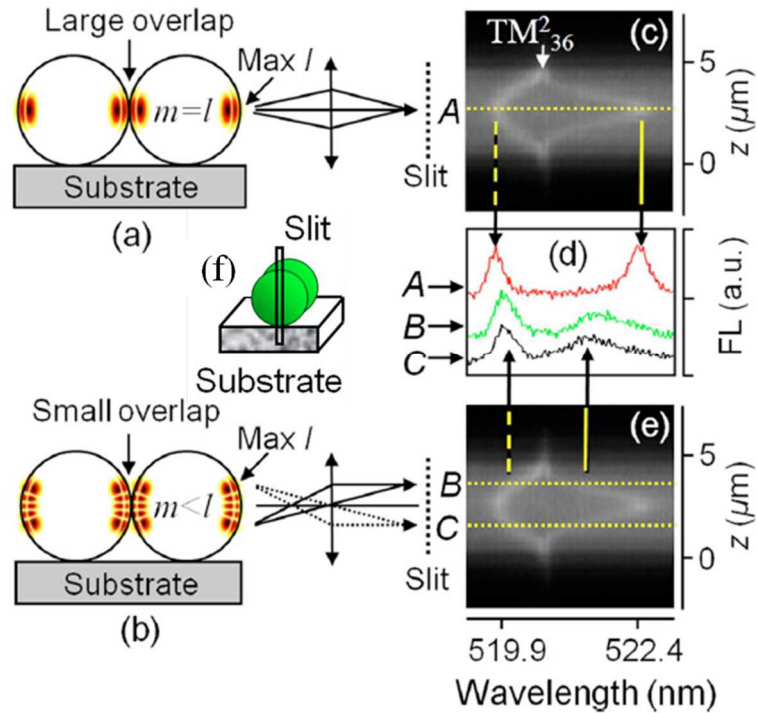 Large overlap
Max l
m=l
Substrate
(a)
Slit
A
TM²₃₆
(c)
5
0
z (μm)
(f)
Slit
Substrate
(d)
A
B
C
FL (a.u.)
Small overlap
Max l
m<l
Substrate
(b)
Slit
B
C
(e)
5
0
z (μm)
519.9 522.4
Wavelength (nm)